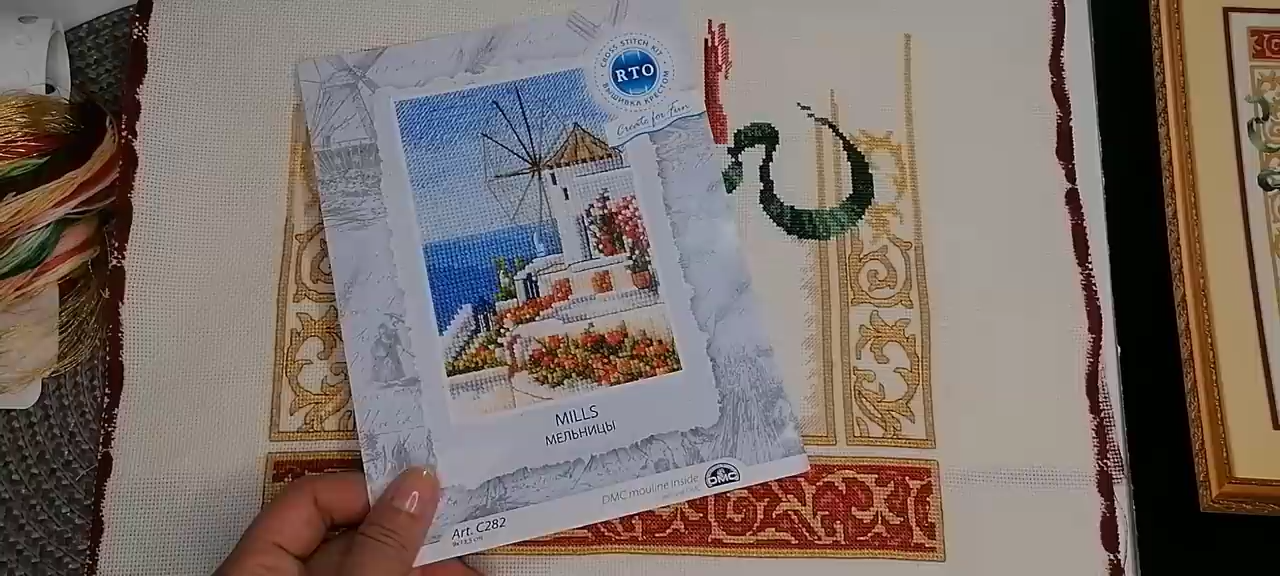 CROSS STITCH KIT
RTO
ВЫШИВКА КРЕСТОМ
Create for Fun
MILLS
МЕЛЬНИЦЫ
DMC mouline inside
DMC
Art. C282